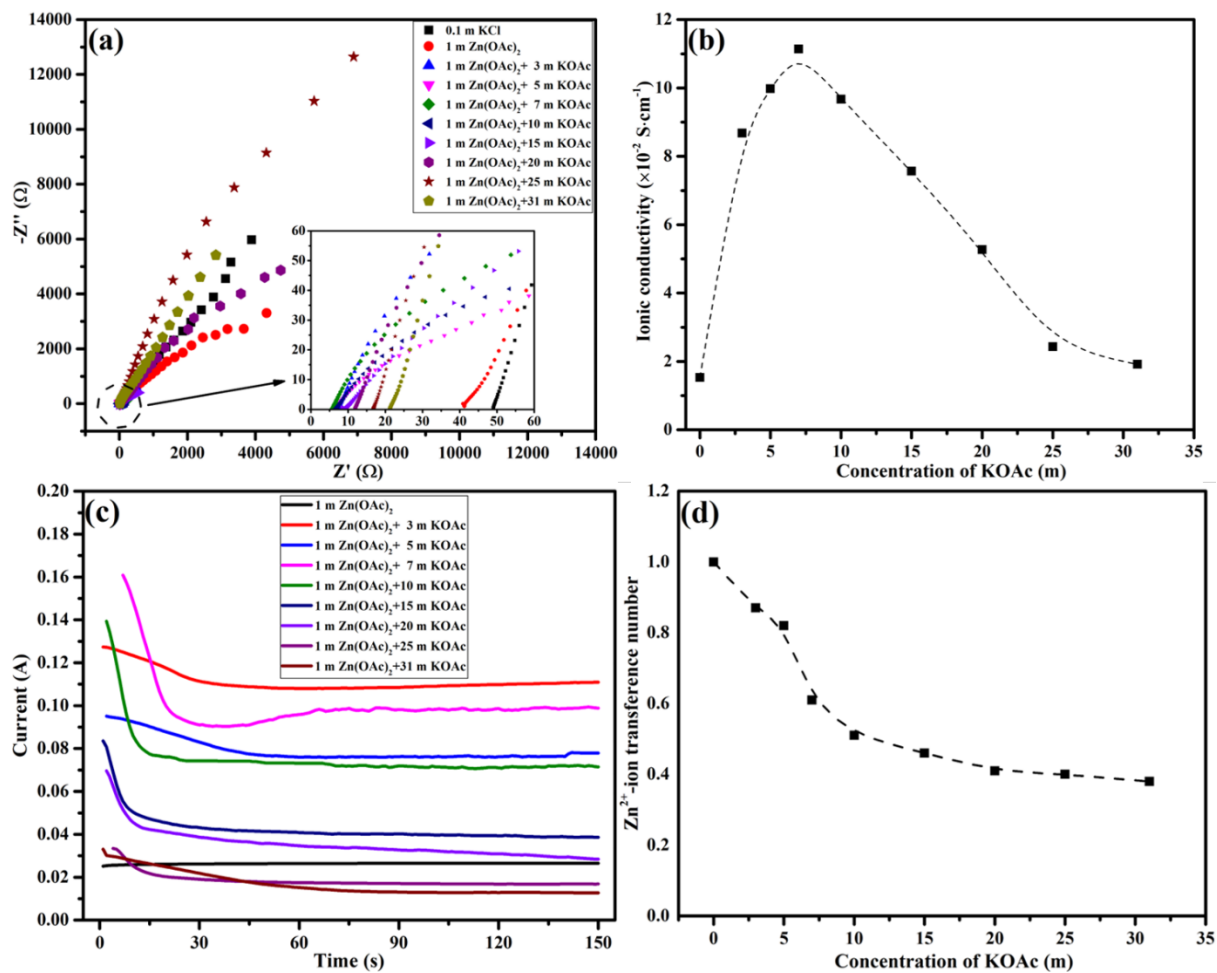 (a)
14000
12000
10000
8000
6000
4000
2000
0
-Z'' (Ω)
0.1 m KCl
1 m Zn(OAc)₂
1 m Zn(OAc)₂+ 3 m KOAc
1 m Zn(OAc)₂+ 5 m KOAc
1 m Zn(OAc)₂+ 7 m KOAc
1 m Zn(OAc)₂+10 m KOAc
1 m Zn(OAc)₂+15 m KOAc
1 m Zn(OAc)₂+20 m KOAc
1 m Zn(OAc)₂+25 m KOAc
1 m Zn(OAc)₂+31 m KOAc
60
50
40
30
20
10
0
0 10 20 30 40 50 60
0 2000 4000 6000 8000 10000 12000 14000
Z' (Ω)
(b)
12
10
8
6
4
2
0
Ionic conductivity (×10⁻² S·cm⁻¹)
0 5 10 15 20 25 30 35
Concentration of KOAc (m)
(c)
0.20
0.18
0.16
0.14
0.12
0.10
0.08
0.06
0.04
0.02
0.00
Current (A)
1 m Zn(OAc)₂
1 m Zn(OAc)₂+ 3 m KOAc
1 m Zn(OAc)₂+ 5 m KOAc
1 m Zn(OAc)₂+ 7 m KOAc
1 m Zn(OAc)₂+10 m KOAc
1 m Zn(OAc)₂+15 m KOAc
1 m Zn(OAc)₂+20 m KOAc
1 m Zn(OAc)₂+25 m KOAc
1 m Zn(OAc)₂+31 m KOAc
0 30 60 90 120 150
Time (s)
(d)
1.2
1.0
0.8
0.6
0.4
0.2
0.0
Zn²⁺-ion transference number
0 5 10 15 20 25 30 35
Concentration of KOAc (m)